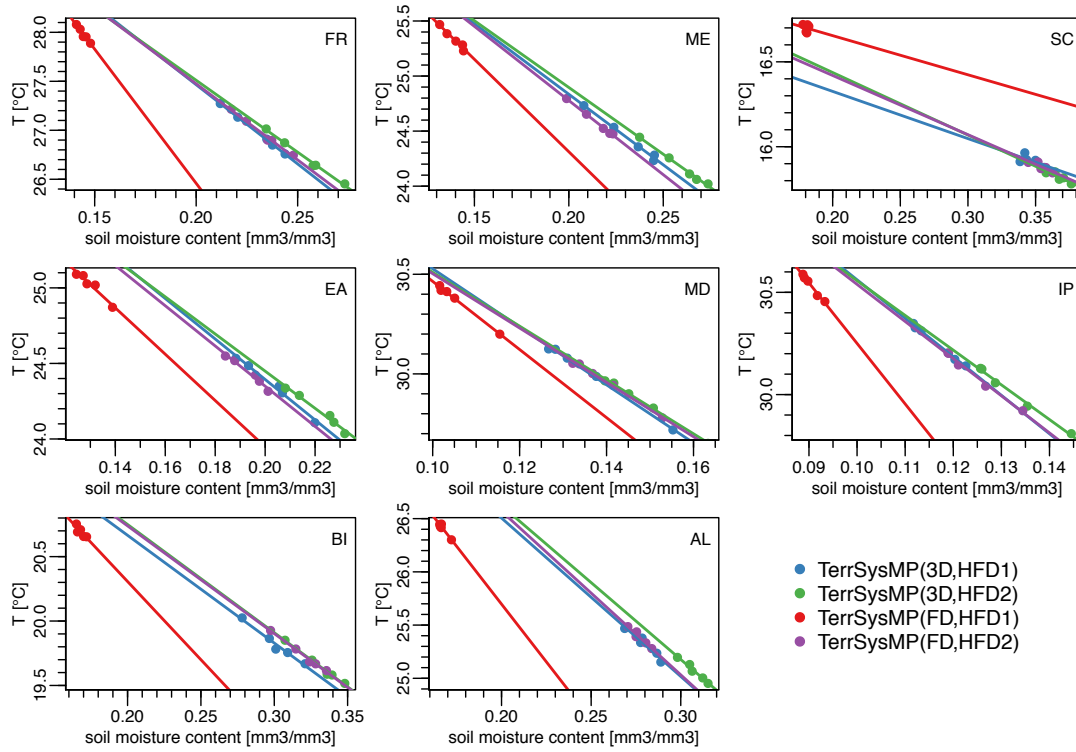 FR
T [°C]
28.0
27.5
27.0
26.5
0.15 0.20 0.25
soil moisture content [mm3/mm3]
ME
T [°C]
25.5
25.0
24.5
24.0
0.15 0.20 0.25
soil moisture content [mm3/mm3]
SC
T [°C]
16.5
16.0
0.20 0.25 0.30 0.35
soil moisture content [mm3/mm3]
EA
T [°C]
25.0
24.5
24.0
0.14 0.16 0.18 0.20 0.22
soil moisture content [mm3/mm3]
MD
T [°C]
30.5
30.0
0.10 0.12 0.14 0.16
soil moisture content [mm3/mm3]
IP
T [°C]
30.5
30.0
0.09 0.10 0.11 0.12 0.13 0.14
soil moisture content [mm3/mm3]
BI
T [°C]
20.5
20.0
19.5
0.20 0.25 0.30 0.35
soil moisture content [mm3/mm3]
AL
T [°C]
26.5
26.0
25.5
25.0
0.20 0.25 0.30
soil moisture content [mm3/mm3]
TerrSysMP(3D,HFD1)
TerrSysMP(3D,HFD2)
TerrSysMP(FD,HFD1)
TerrSysMP(FD,HFD2)